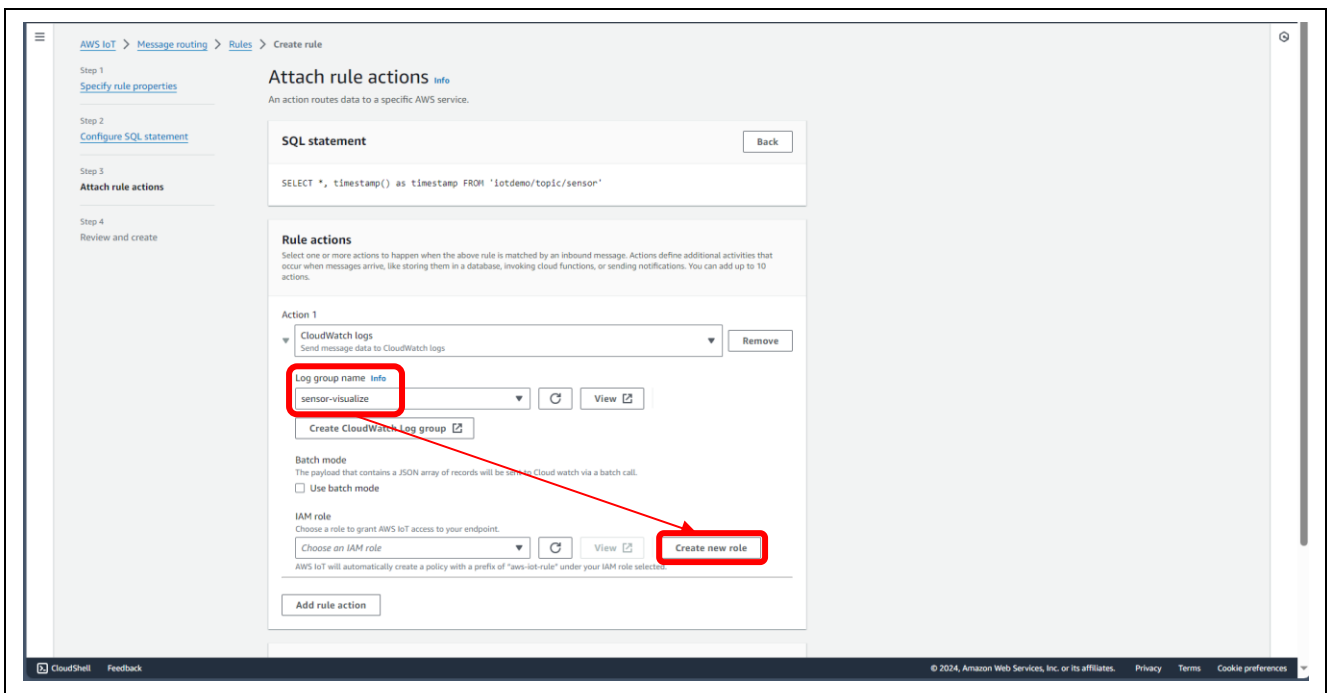 AWS IoT > Message routing > Rules > Create rule
Step 1
Specify rule properties
Step 2
Configure SQL statement
Step 3
Attach rule actions
Step 4
Review and create
Attach rule actions Info
An action routes data to a specific AWS service.
SQL statement
Back
SELECT *, timestamp() as timestamp FROM 'iotdemo/topic/sensor'
Rule actions
Select one or more actions to happen when the above rule is matched by an inbound message. Actions define additional activities that
occur when messages arrive, like storing them in a database, invoking cloud functions, or sending notifications. You can add up to 10
actions.
Action 1
CloudWatch logs
Send message data to CloudWatch logs
Remove
Log group name Info
sensor-visualize
View
Create CloudWatch Log group
Batch mode
The payload that contains a JSON array of records will be sent to Cloud watch via a batch call.
Use batch mode
IAM role
Choose a role to grant AWS IoT access to your endpoint.
Choose an IAM role
View
Create new role
AWS IoT will automatically create a policy with a prefix of "aws-iot-rule" under your IAM role selected.
Add rule action
CloudShell Feedback
© 2024, Amazon Web Services, Inc. or its affiliates. Privacy Terms Cookie preferences